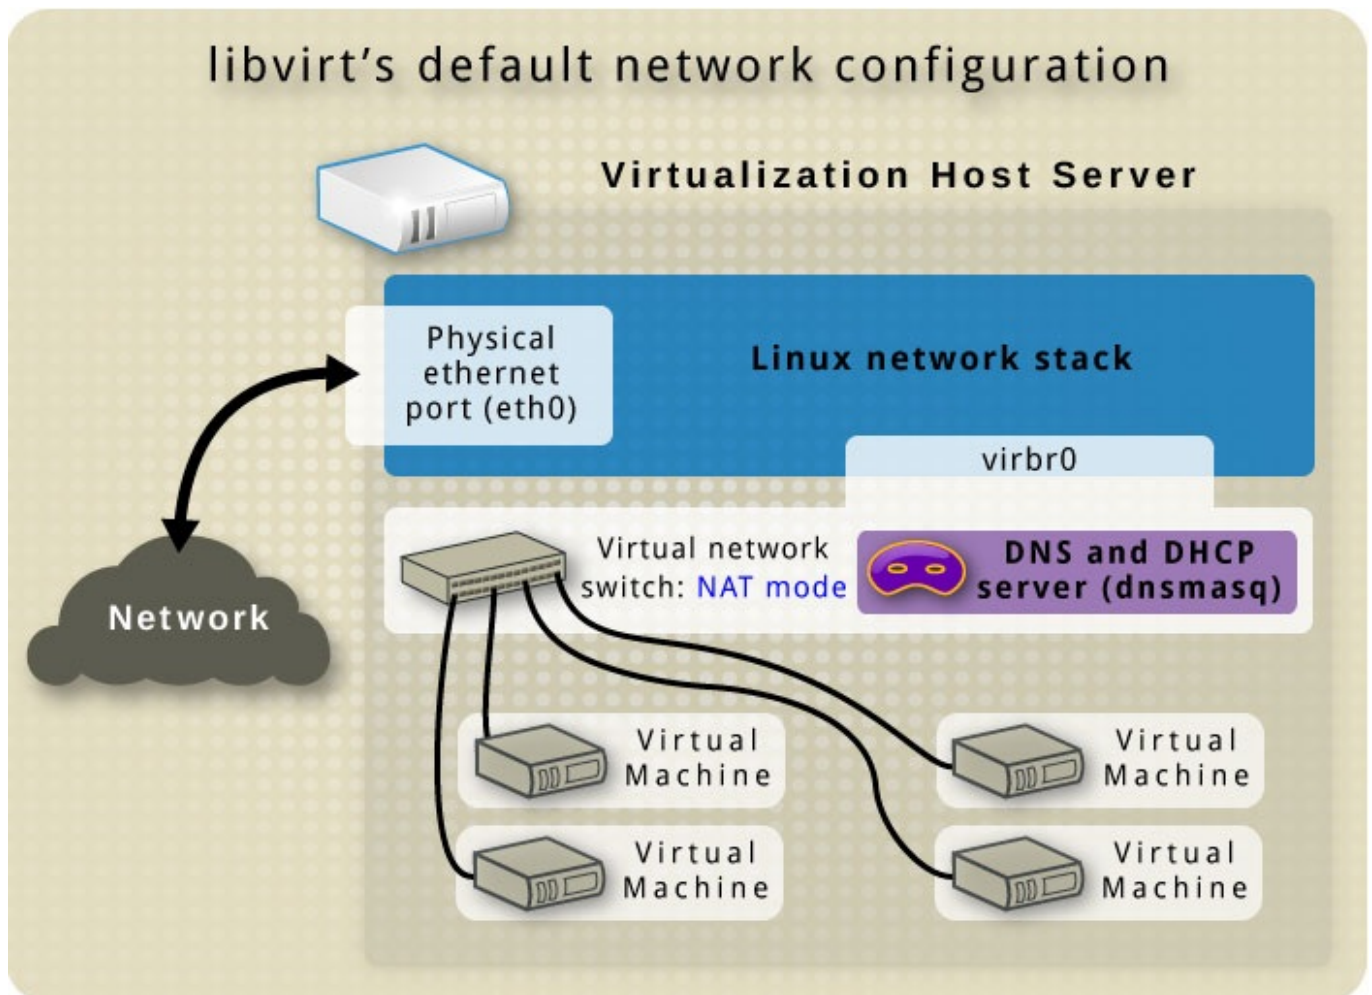 libvirt's default network configuration
Virtualization Host Server
Physical
ethernet
port (eth0)
Linux network stack
virbr0
Virtual network
switch: NAT mode
DNS and DHCP
server (dnsmasq)
Network
Virtual
Machine
Virtual
Machine
Virtual
Machine
Virtual
Machine